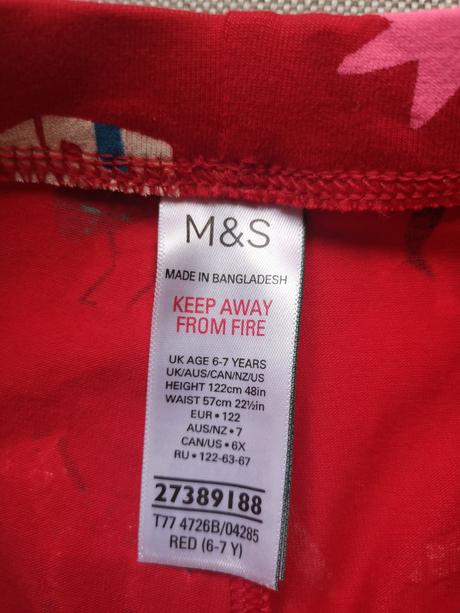 M&S
MADE IN BANGLADESH
KEEP AWAY
FROM FIRE
UK AGE 6-7 YEARS
UK/AUS/CAN/NZ/US
HEIGHT 122cm 48in
WAIST 57cm 22½in
EUR • 122
AUS/NZ • 7
CAN/US • 6X
RU • 122-63-67
27389188
T77 4726B/04285
RED (6-7 Y)